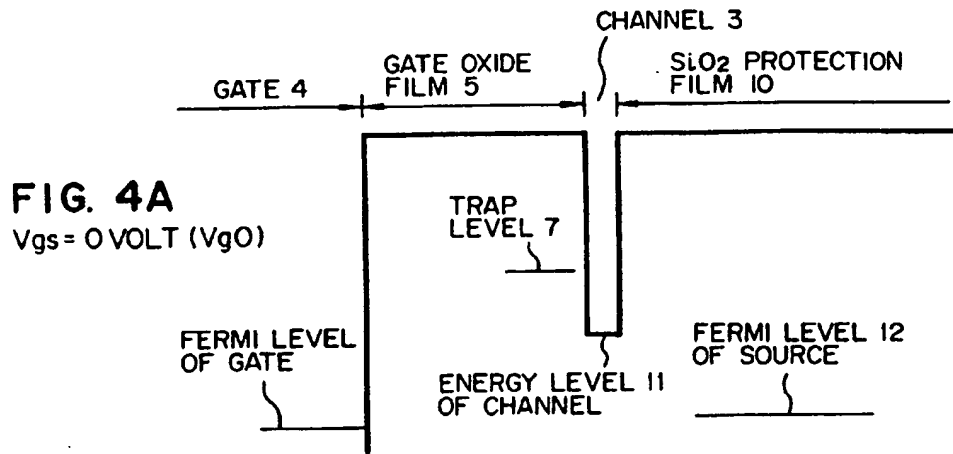 CHANNEL 3
GATE 4
GATE OXIDE
FILM 5
SiO2 PROTECTION
FILM 10
FIG. 4A
Vgs = 0 VOLT (Vg0)
TRAP
LEVEL 7
FERMI LEVEL
OF GATE
ENERGY LEVEL 11
OF CHANNEL
FERMI LEVEL 12
OF SOURCE